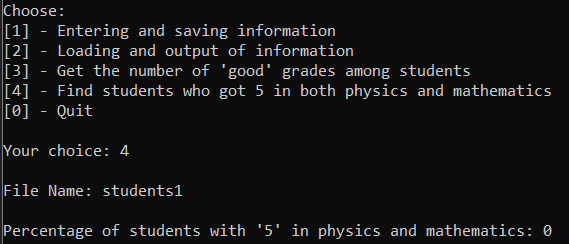 Choose:
[1] - Entering and saving information
[2] - Loading and output of information
[3] - Get the number of 'good' grades among students
[4] - Find students who got 5 in both physics and mathematics
[0] - Quit
Your choice: 4
File Name: students1
Percentage of students with '5' in physics and mathematics: 0